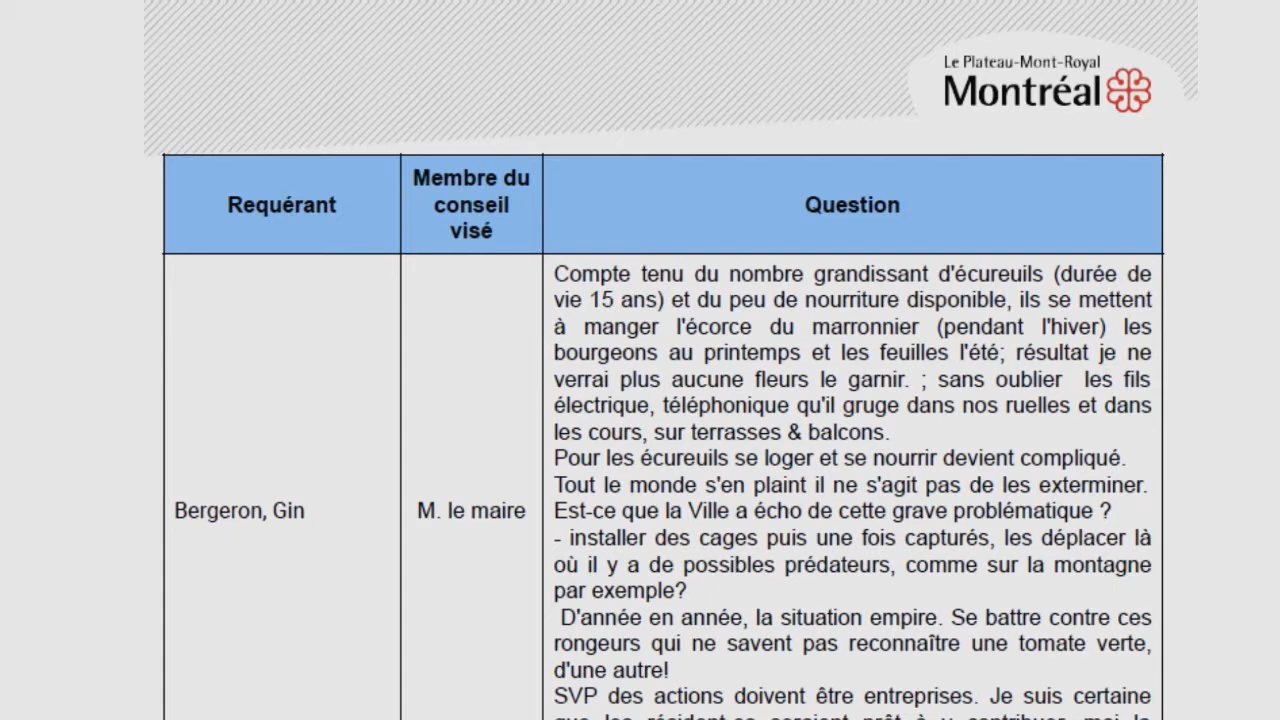 Le Plateau-Mont-Royal
Montréal
Requérant
Membre du
conseil
visé
Question
Bergeron, Gin
M. le maire
Compte tenu du nombre grandissant d'écureuils (durée de
vie 15 ans) et du peu de nourriture disponible, ils se mettent
à manger l'écorce du marronnier (pendant l'hiver) les
bourgeons au printemps et les feuilles l'été; résultat je ne
verrai plus aucune fleurs le garnir. ; sans oublier les fils
électrique, téléphonique qu'il gruge dans nos ruelles et dans
les cours, sur terrasses & balcons.
Pour les écureuils se loger et se nourrir devient compliqué.
Tout le monde s'en plaint il ne s'agit pas de les exterminer.
Est-ce que la Ville a écho de cette grave problématique ?
- installer des cages puis une fois capturés, les déplacer là
où il y a de possibles prédateurs, comme sur la montagne
par exemple?
D'année en année, la situation empire. Se battre contre ces
rongeurs qui ne savent pas reconnaître une tomate verte,
d'une autre!
SVP des actions doivent être entreprises. Je suis certaine